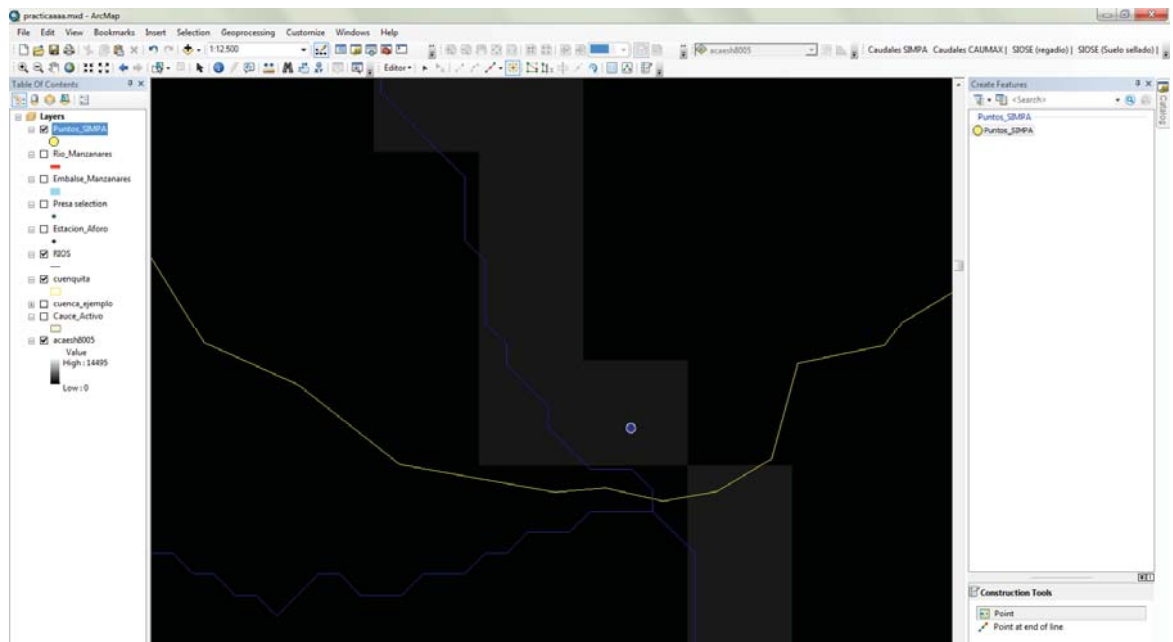 practicaaaa.mxd - ArcMap
File Edit View Bookmarks Insert Selection Geoprocessing Customize Windows Help
1:12.500 acaesh8005 Caudales SIMPA Caudales CAUMAX | SIOSE (regadio) | SIOSE (Suelo sellado) |
Editor
Table Of Contents
Layers
Puntos_SIMPA
Rio_Manzanares
Embalse_Manzanares
Presa selection
Estacion_Aforo
RIOS
cuenquita
cuenca_ejemplo
Cauce_Activo
acaesh8005
Value
High : 14495
Low : 0
Create Features
<Search>
Puntos_SIMPA
Puntos_SIMPA
Catalog
Construction Tools
Point
Point at end of line